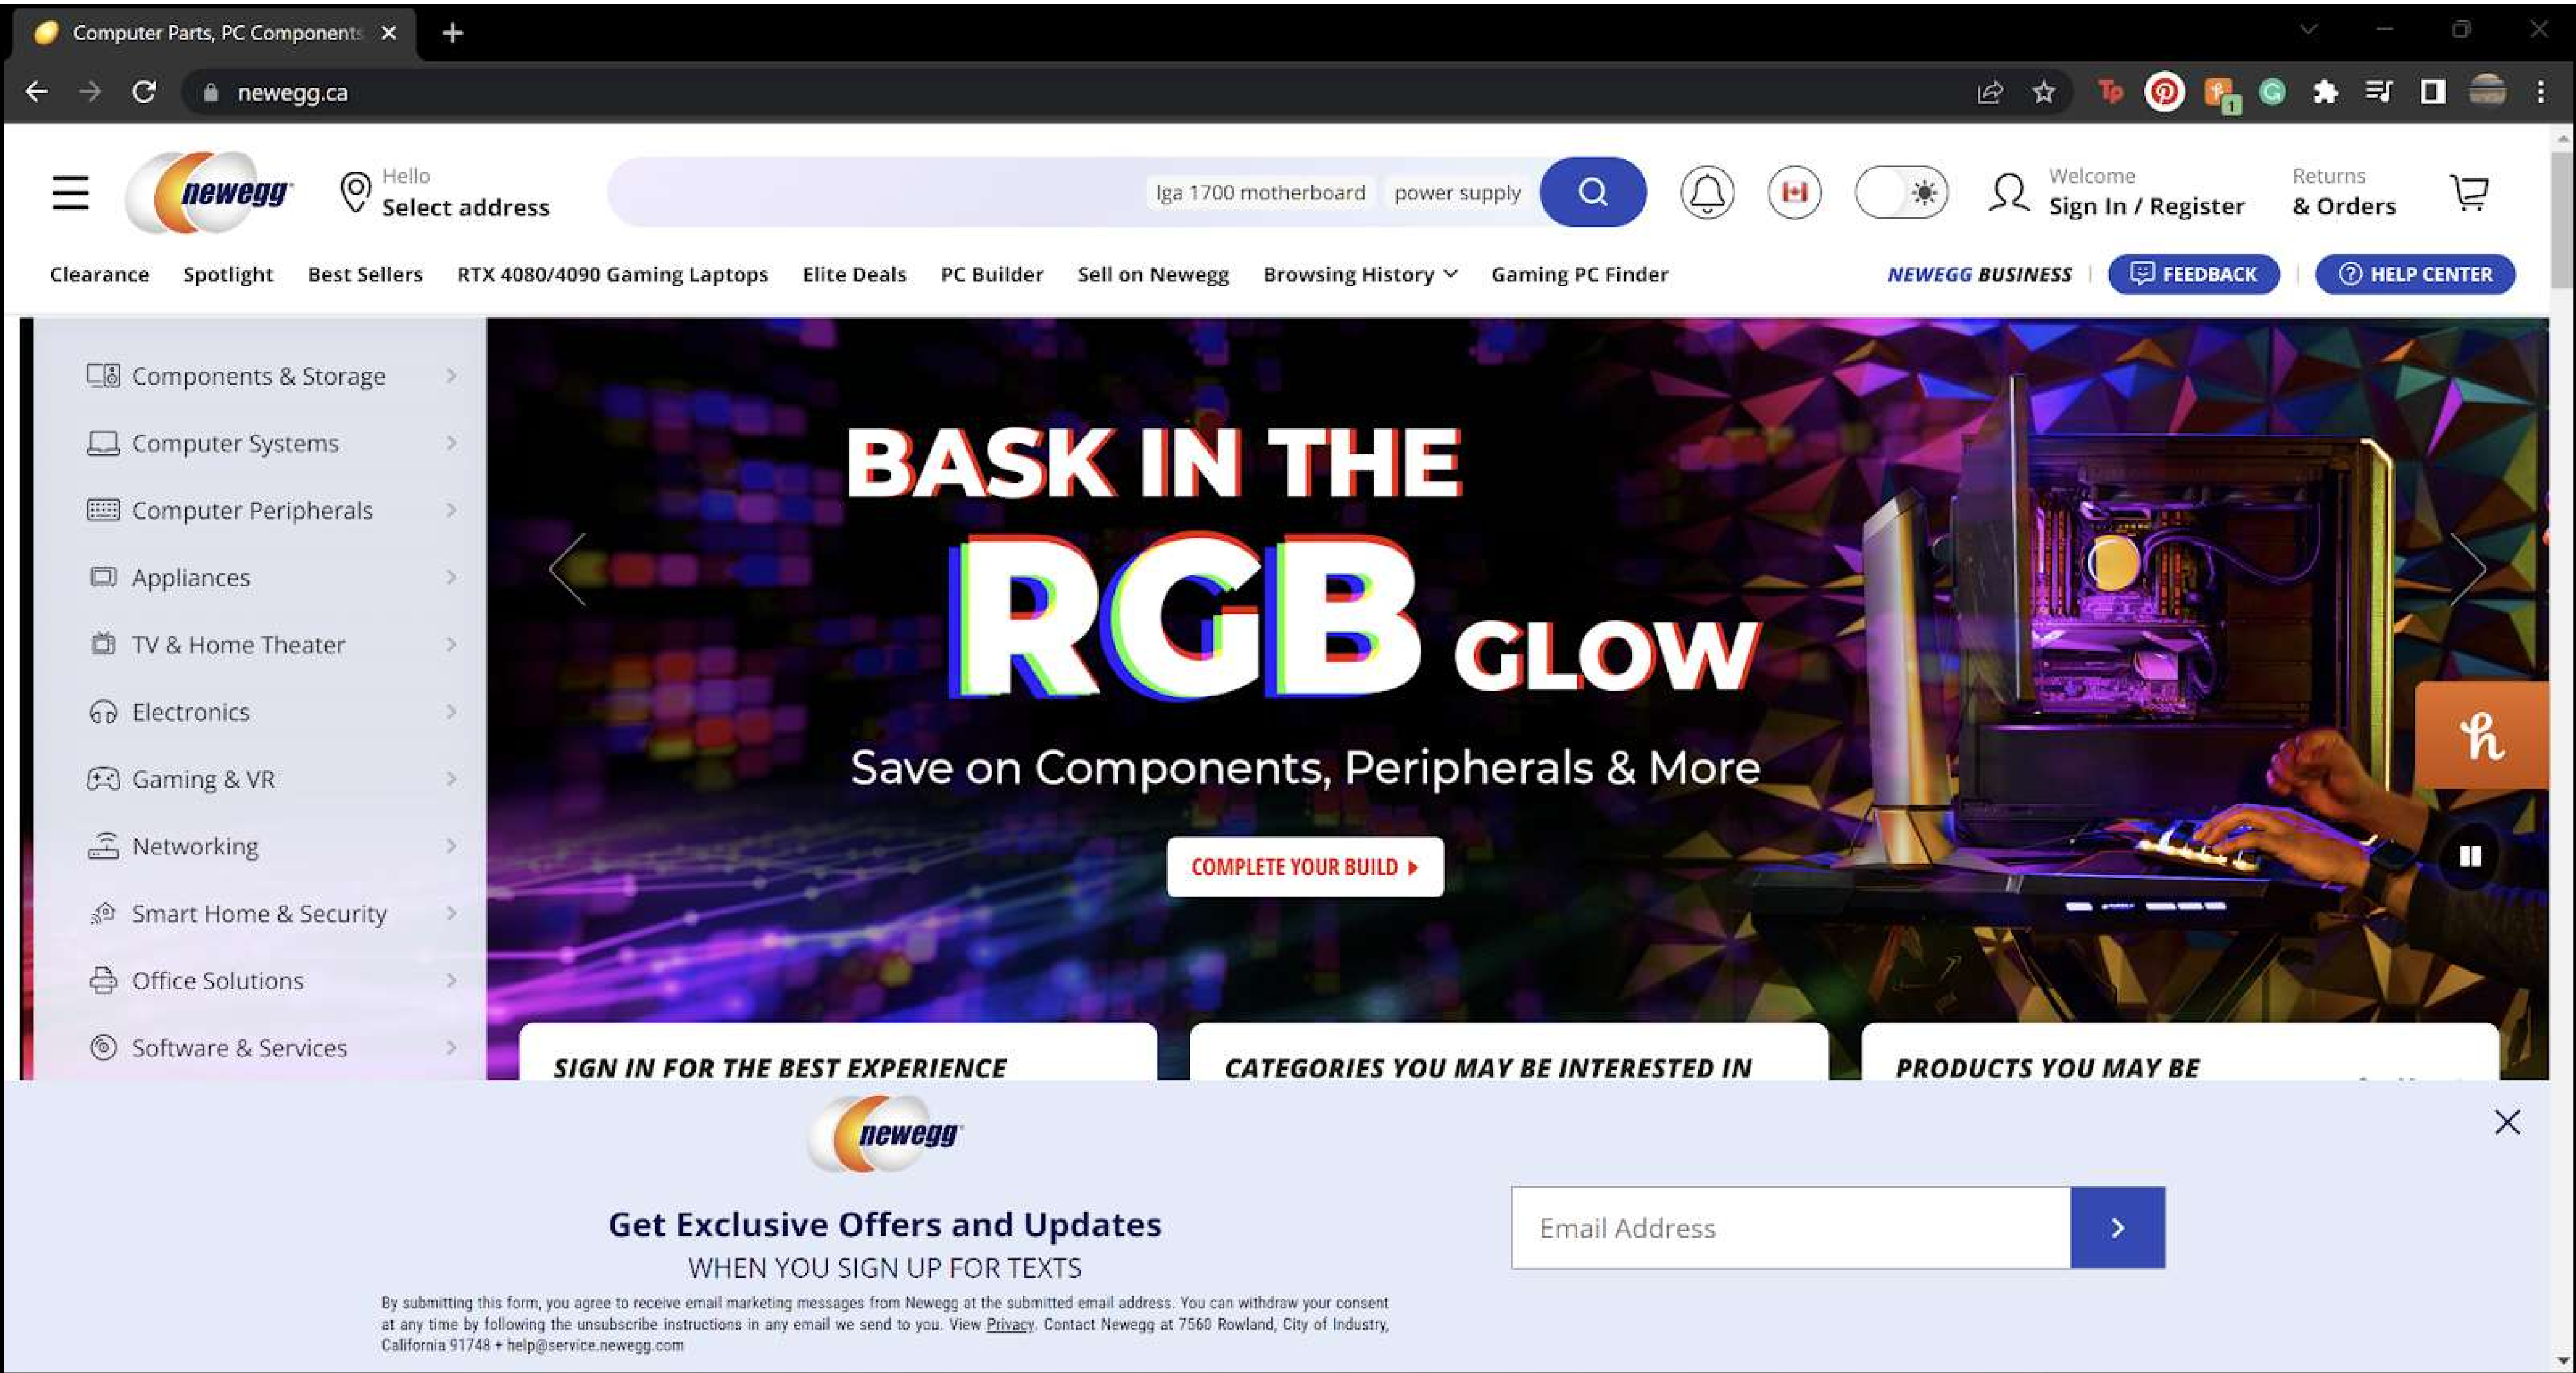 Computer Parts, PC Components
newegg.ca
newegg
Hello
Select address
lga 1700 motherboard
power supply
Welcome
Sign In / Register
Returns
& Orders
Clearance
Spotlight
Best Sellers
RTX 4080/4090 Gaming Laptops
Elite Deals
PC Builder
Sell on Newegg
Browsing History
Gaming PC Finder
NEWEGG BUSINESS
FEEDBACK
HELP CENTER
Components & Storage
Computer Systems
Computer Peripherals
Appliances
TV & Home Theater
Electronics
Gaming & VR
Networking
Smart Home & Security
Office Solutions
Software & Services
BASK IN THE
RGB GLOW
Save on Components, Peripherals & More
COMPLETE YOUR BUILD
h
SIGN IN FOR THE BEST EXPERIENCE
CATEGORIES YOU MAY BE INTERESTED IN
PRODUCTS YOU MAY BE
newegg
Get Exclusive Offers and Updates
WHEN YOU SIGN UP FOR TEXTS
By submitting this form, you agree to receive email marketing messages from Newegg at the submitted email address. You can withdraw your consent
at any time by following the unsubscribe instructions in any email we send to you. View Privacy. Contact Newegg at 7560 Rowland, City of Industry,
California 91748 + help@service.newegg.com
Email Address